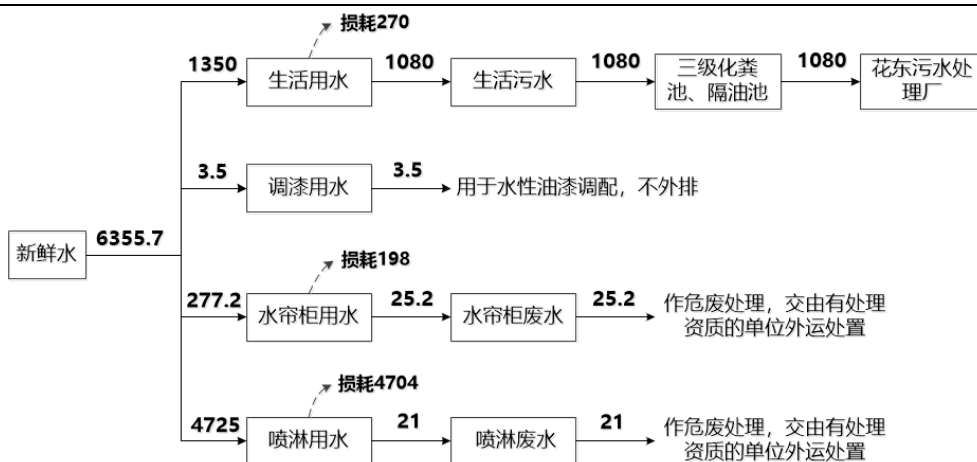 损耗270
1350
生活用水
1080
生活污水
1080
三级化粪
池、隔油池
1080
花东污水处
理厂
3.5
调漆用水
3.5
用于水性油漆调配，不外排
新鲜水
6355.7
损耗198
277.2
水帘柜用水
25.2
水帘柜废水
25.2
作危废处理，交由有处理
资质的单位外运处置
损耗4704
4725
喷淋用水
21
喷淋废水
21
作危废处理，交由有处理
资质的单位外运处置